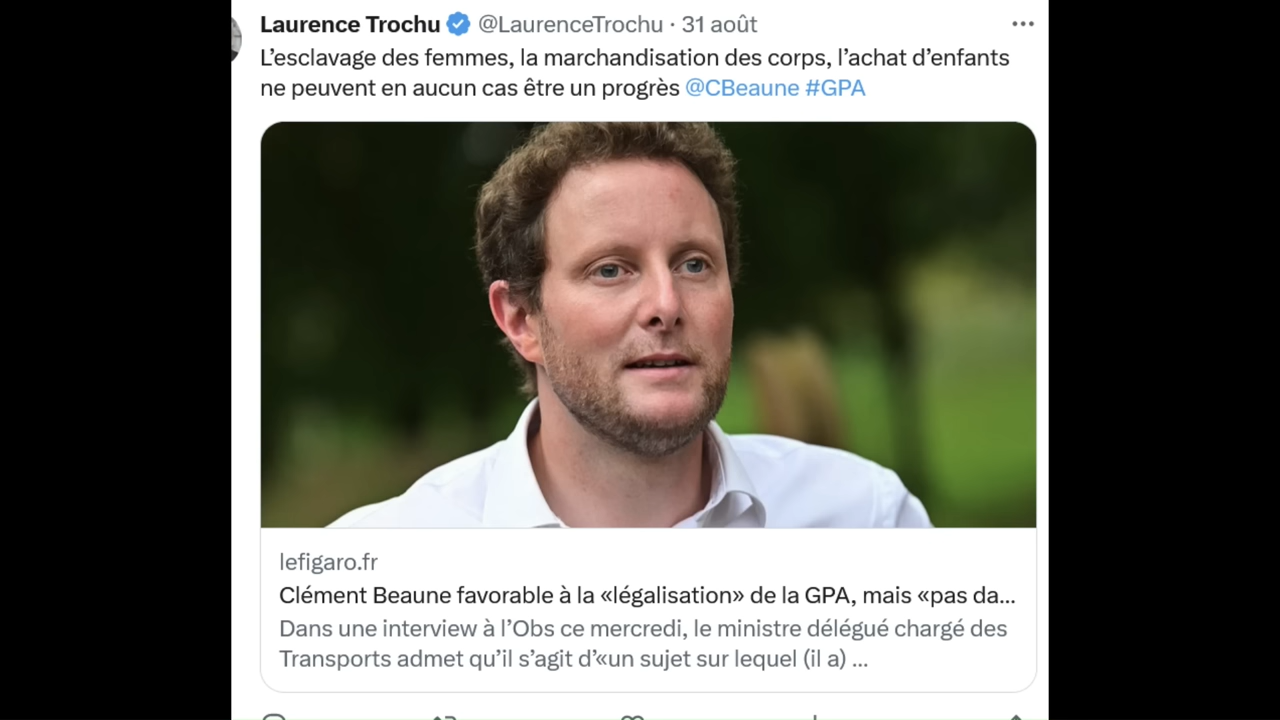 Laurence Trochu @LaurenceTrochu · 31 août
L’esclavage des femmes, la marchandisation des corps, l’achat d’enfants
ne peuvent en aucun cas être un progrès @CBeaune #GPA
lefigaro.fr
Clément Beaune favorable à la «légalisation» de la GPA, mais «pas da...
Dans une interview à l’Obs ce mercredi, le ministre délégué chargé des
Transports admet qu’il s’agit d’«un sujet sur lequel (il a) ...